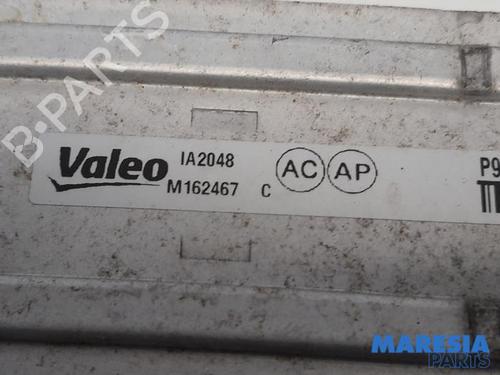 B-PARTS
Valeo IA2048 AC AP P9
M162467 C
MARESIA
PARTS